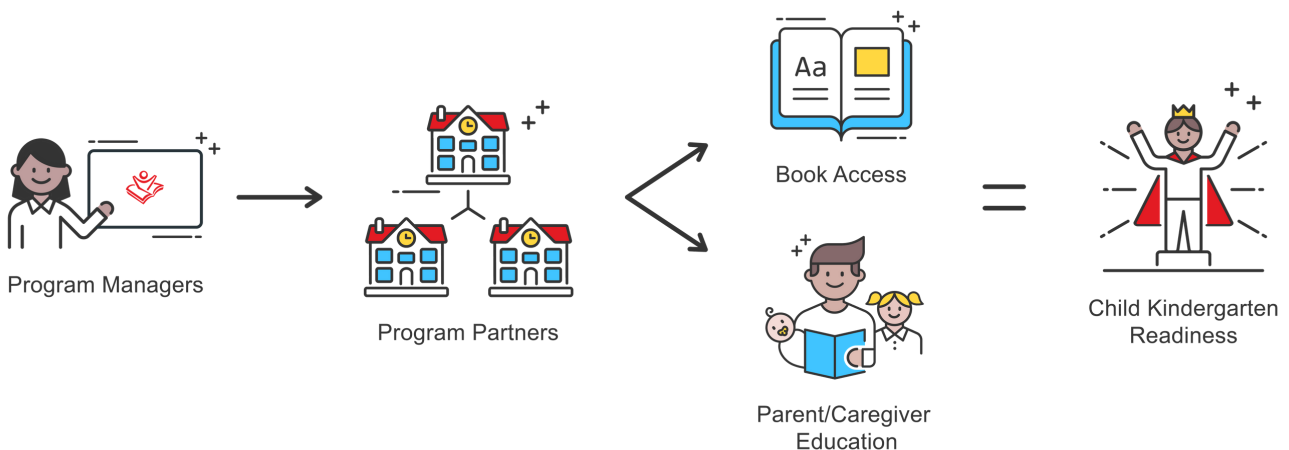 Program Managers
Program Partners
Aa
Book Access
Parent/Caregiver
Education
Child Kindergarten
Readiness